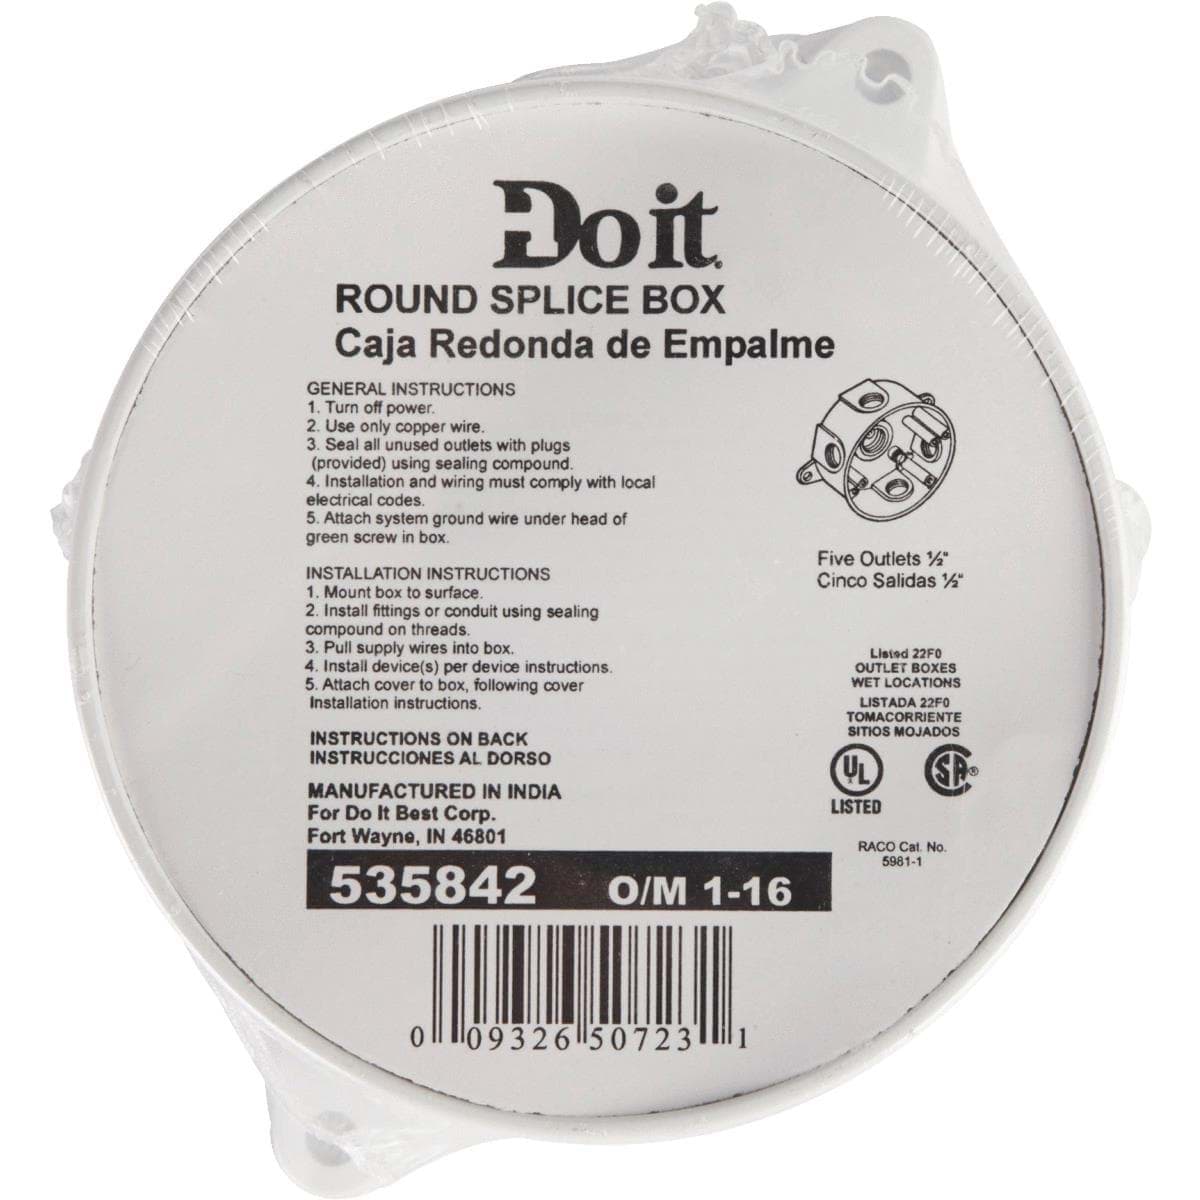 Do it.
ROUND SPLICE BOX
Caja Redonda de Empalme
GENERAL INSTRUCTIONS
1. Turn off power.
2. Use only copper wire.
3. Seal all unused outlets with plugs
(provided) using sealing compound.
4. Installation and wiring must comply with local
electrical codes.
5. Attach system ground wire under head of
green screw in box.
INSTALLATION INSTRUCTIONS
1. Mount box to surface.
2. Install fittings or conduit using sealing
compound on threads.
3. Pull supply wires into box.
4. Install device(s) per device instructions.
5. Attach cover to box, following cover
Installation instructions.
INSTRUCTIONS ON BACK
INSTRUCCIONES AL DORSO
MANUFACTURED IN INDIA
For Do It Best Corp.
Fort Wayne, IN 46801
Five Outlets ½"
Cinco Salidas ½"
Listed 22F0
OUTLET BOXES
WET LOCATIONS
LISTADA 22F0
TOMACORRIENTE
SITIOS MOJADOS
UL SA®
LISTED
RACO Cat. No.
5981-1
535842 O/M 1-16
0 09326 50723 1